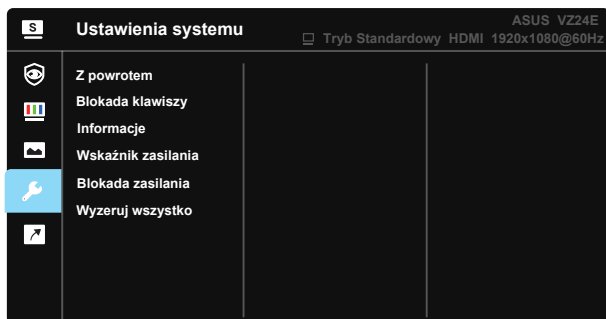 S
Ustawienia systemu
ASUS VZ24E
Tryb Standardowy HDMI 1920x1080@60Hz
Z powrotem
Blokada klawiszy
Informacje
Wskaźnik zasilania
Blokada zasilania
Wyzeruj wszystko